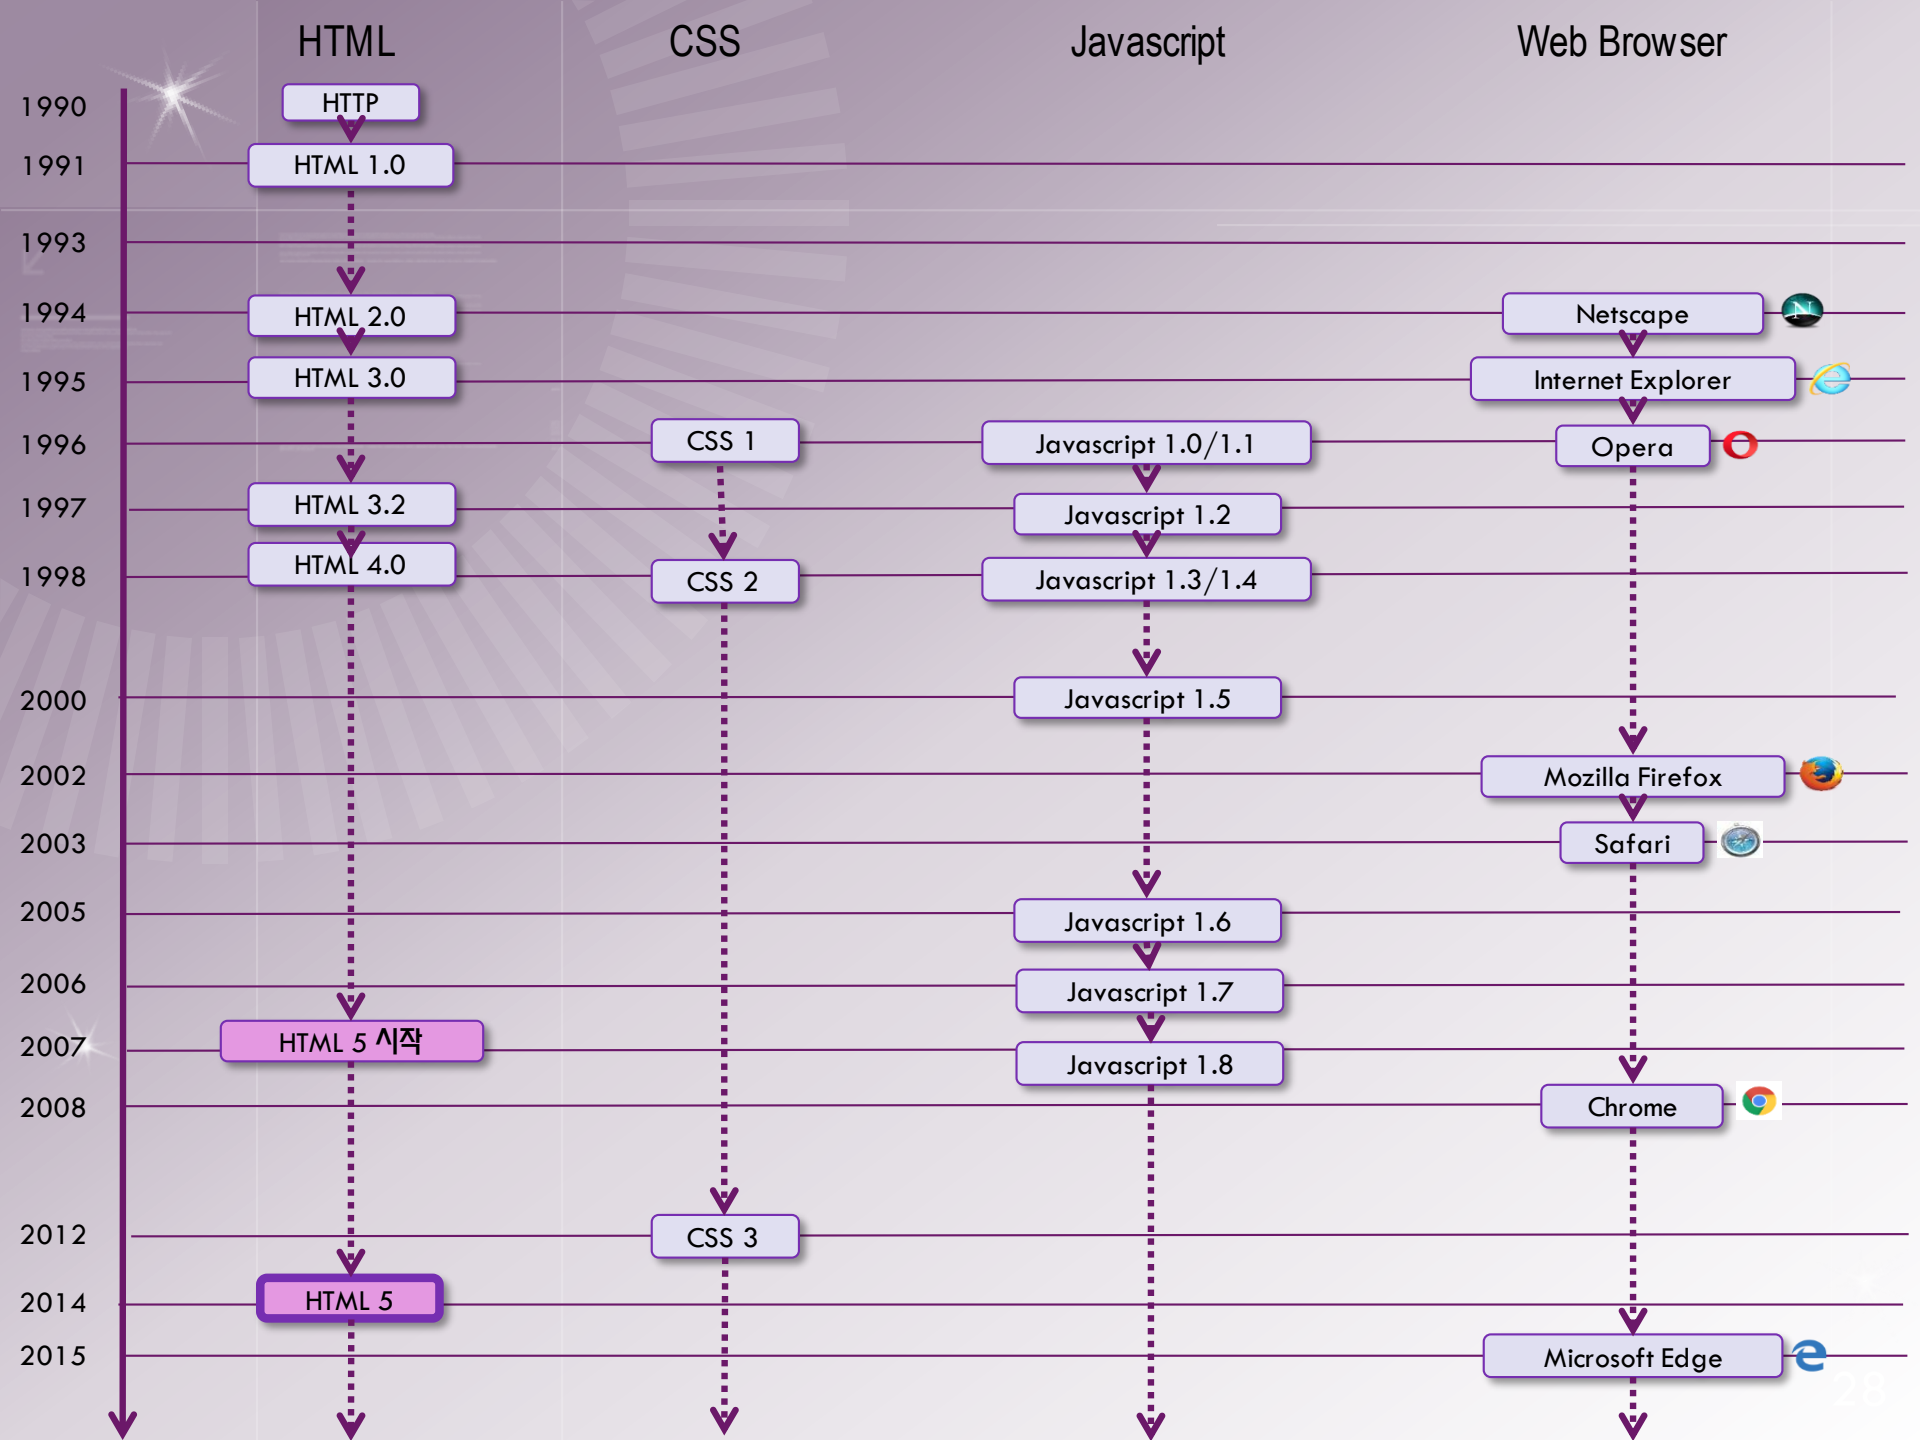 HTML CSS Javascript Web Browser
1990 HTTP
1991 HTML 1.0
1993
1994 HTML 2.0 Netscape N
1995 HTML 3.0 Internet Explorer
1996 CSS 1 Javascript 1.0/1.1 Opera
1997 HTML 3.2 Javascript 1.2
1998 HTML 4.0 CSS 2 Javascript 1.3/1.4
2000 Javascript 1.5
2002 Mozilla Firefox
2003 Safari
2005 Javascript 1.6
2006 Javascript 1.7
2007 HTML 5 시작 Javascript 1.8
2008 Chrome
2012 CSS 3
2014 HTML 5
2015 Microsoft Edge
28